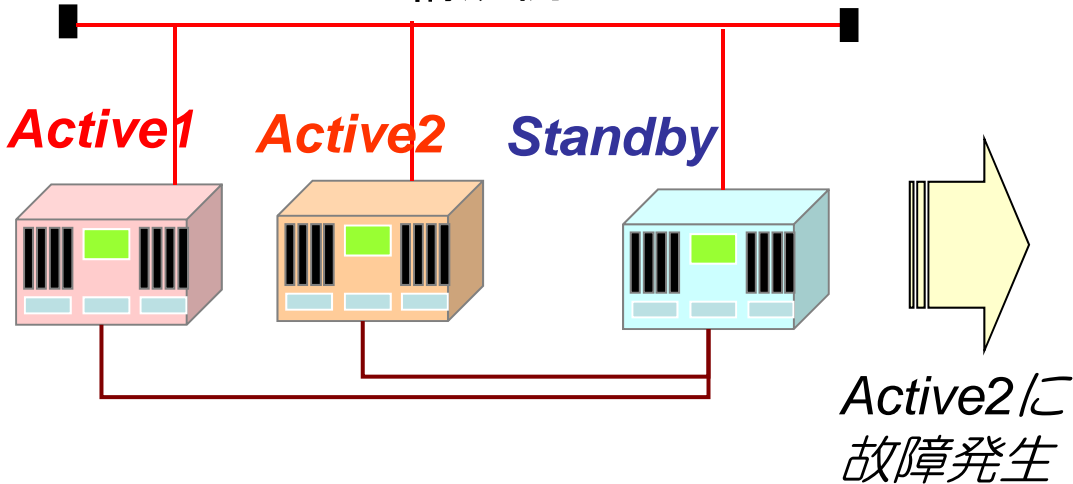 Active1
Active2
Standby
Active2に
故障発生